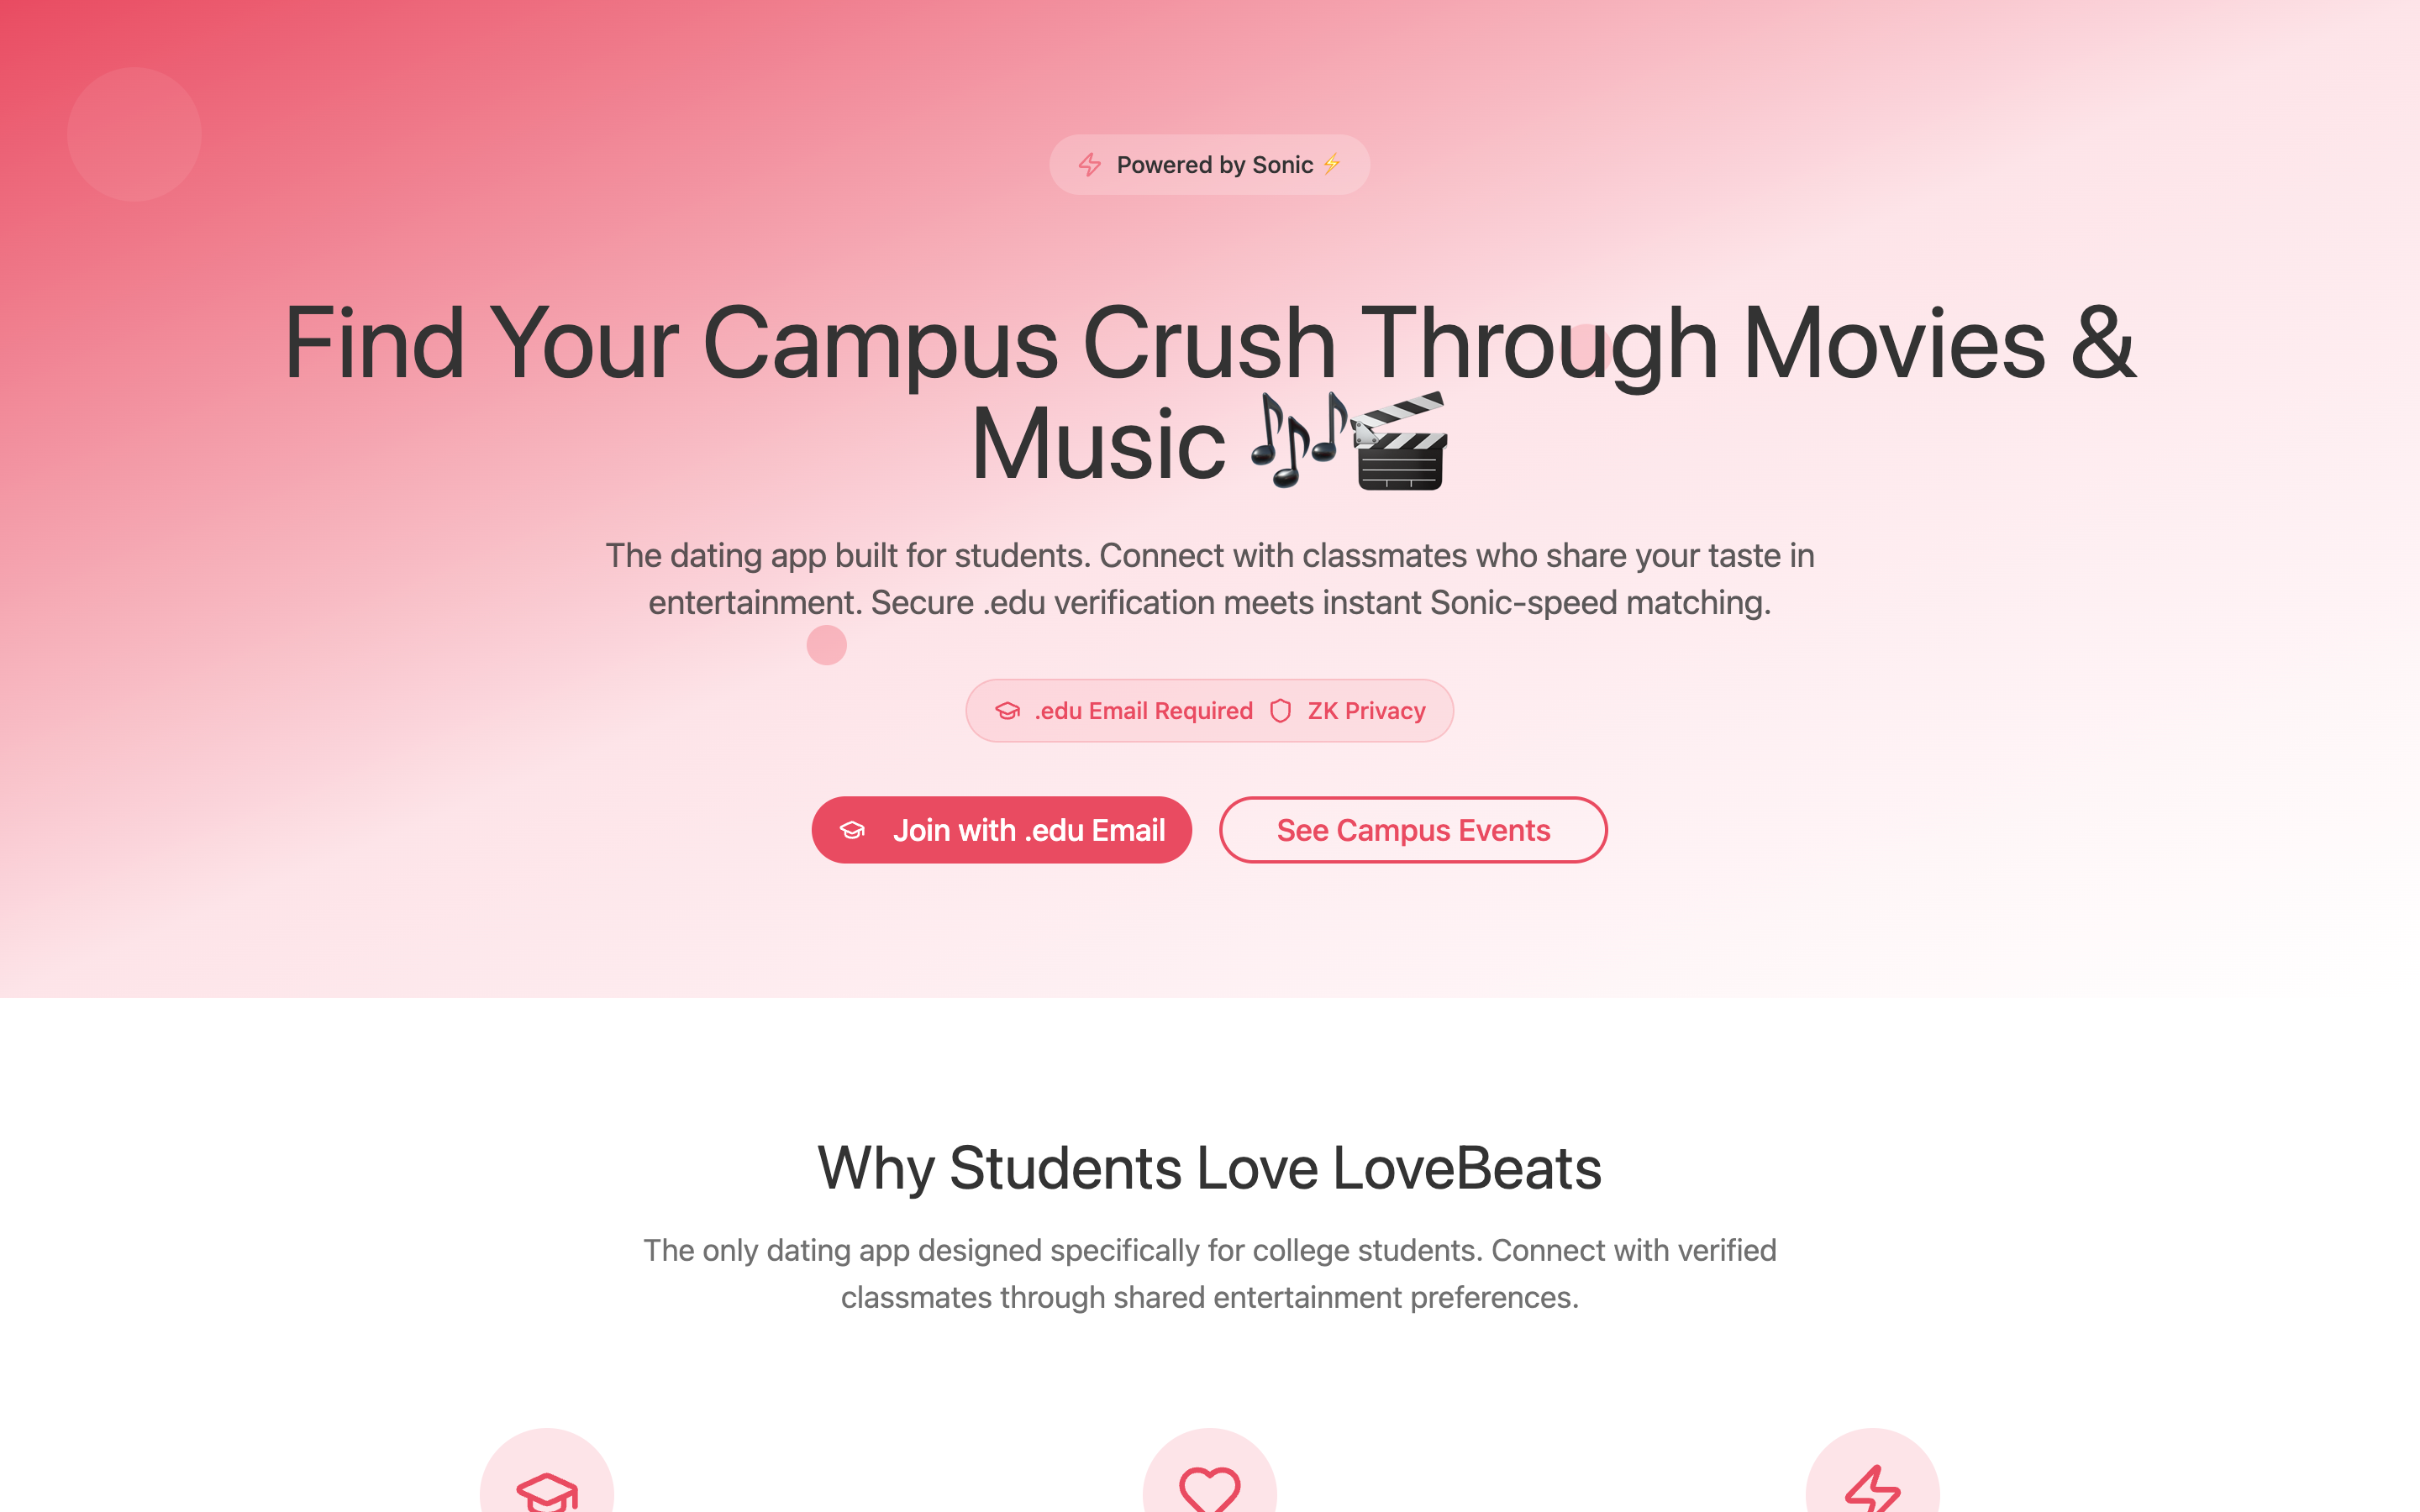 Powered by Sonic ⚡
Find Your Campus Crush Through Movies &
Music 🎶🎬
The dating app built for students. Connect with classmates who share your taste in
entertainment. Secure .edu verification meets instant Sonic-speed matching.
.edu Email Required ZK Privacy
Join with .edu Email See Campus Events
Why Students Love LoveBeats
The only dating app designed specifically for college students. Connect with verified
classmates through shared entertainment preferences.